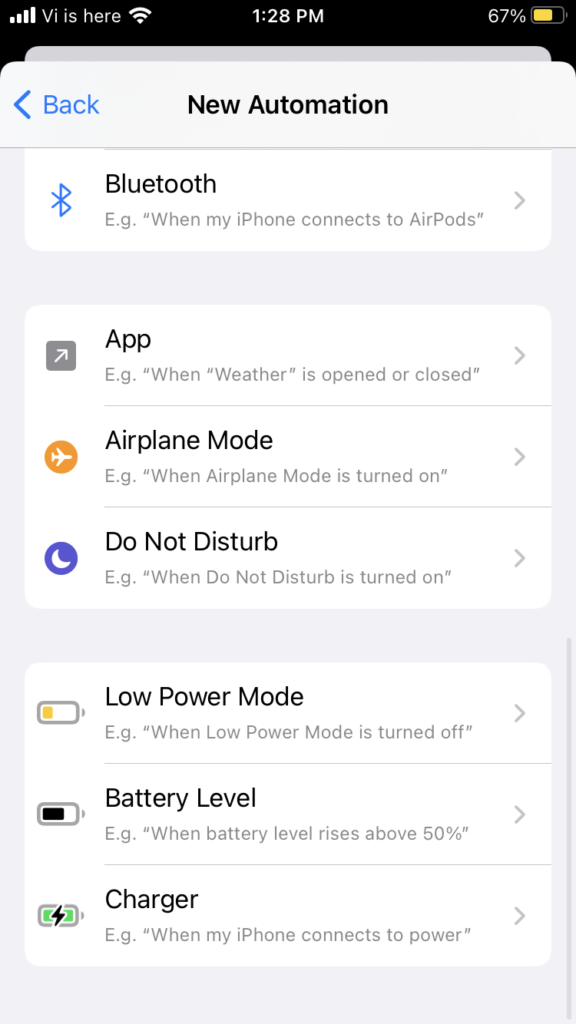 Vi is here 1:28 PM 67%
Back New Automation
Bluetooth
E.g. “When my iPhone connects to AirPods”
App
E.g. “When “Weather” is opened or closed”
Airplane Mode
E.g. “When Airplane Mode is turned on”
Do Not Disturb
E.g. “When Do Not Disturb is turned on”
Low Power Mode
E.g. “When Low Power Mode is turned off”
Battery Level
E.g. “When battery level rises above 50%”
Charger
E.g. “When my iPhone connects to power”